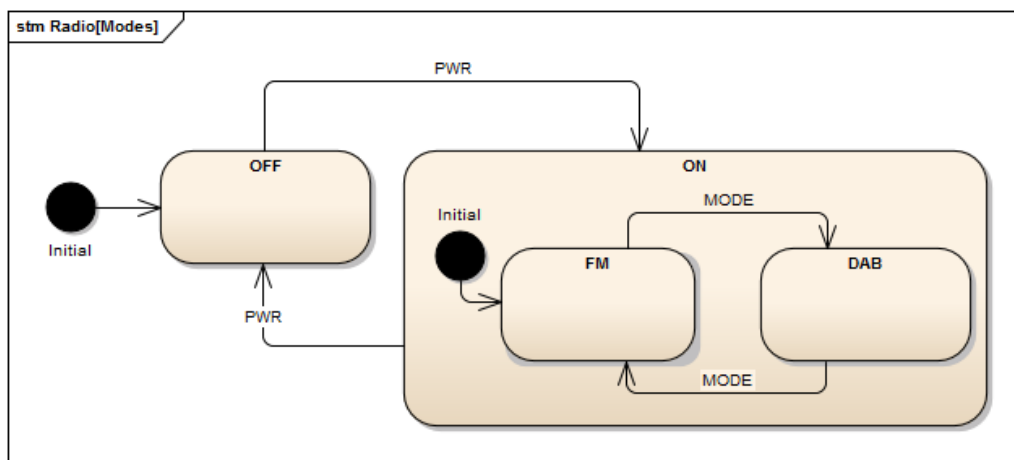 stm Radio[Modes]
PWR
OFF
ON
Initial
MODE
Initial
FM
DAB
PWR
MODE